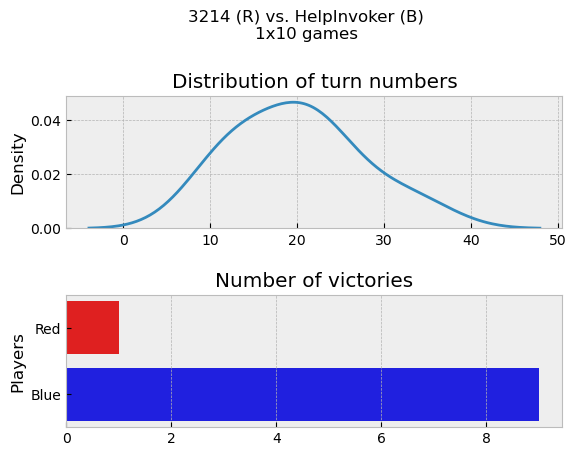 3214 (R) vs. HelpInvoker (B)
1x10 games
Distribution of turn numbers
Density
0.04
0.02
0.00
0 10 20 30 40 50
Number of victories
Players
Red
Blue
0 2 4 6 8